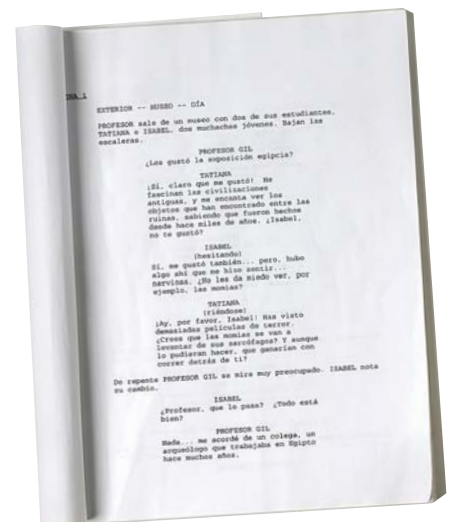 EXTERIOR -- MUSEO -- DÍA
PROFESOR sale de un museo con dos de sus estudiantes,
TATIANA e ISABEL, dos muchachas jóvenes. Bajan las
escaleras.
PROFESOR GIL
¿Les gustó la exposición egipcia?
TATIANA
¡Sí, claro que me gustó! Me
fascinan las civilizaciones
antiguas, y me encanta ver los
objetos que han encontrado entre las
ruinas, sabiendo que fueron hechos
desde hace miles de años. ¿Isabel,
no te gustó?
ISABEL
(hesitando)
Sí, me gustó también... pero, hubo
algo ahí que me hizo sentir...
nerviosa. ¿No les da miedo ver, por
ejemplo, las momias?
TATIANA
(riéndose)
¡Ay, por favor, Isabel! Has visto
demasiadas películas de terror.
¿Crees que las momias se van a
levantar de sus sarcófagos? Y aunque
lo pudieran hacer, que ganarían con
correr detrás de ti?
De repente PROFESOR GIL se mira muy preocupado. ISABEL nota
su cambio.
ISABEL
¿Profesor, que le pasa? ¿Todo está
bien?
PROFESOR GIL
Nada... me acordé de un colega, un
arqueólogo que trabajaba en Egipto
hace muchos años.